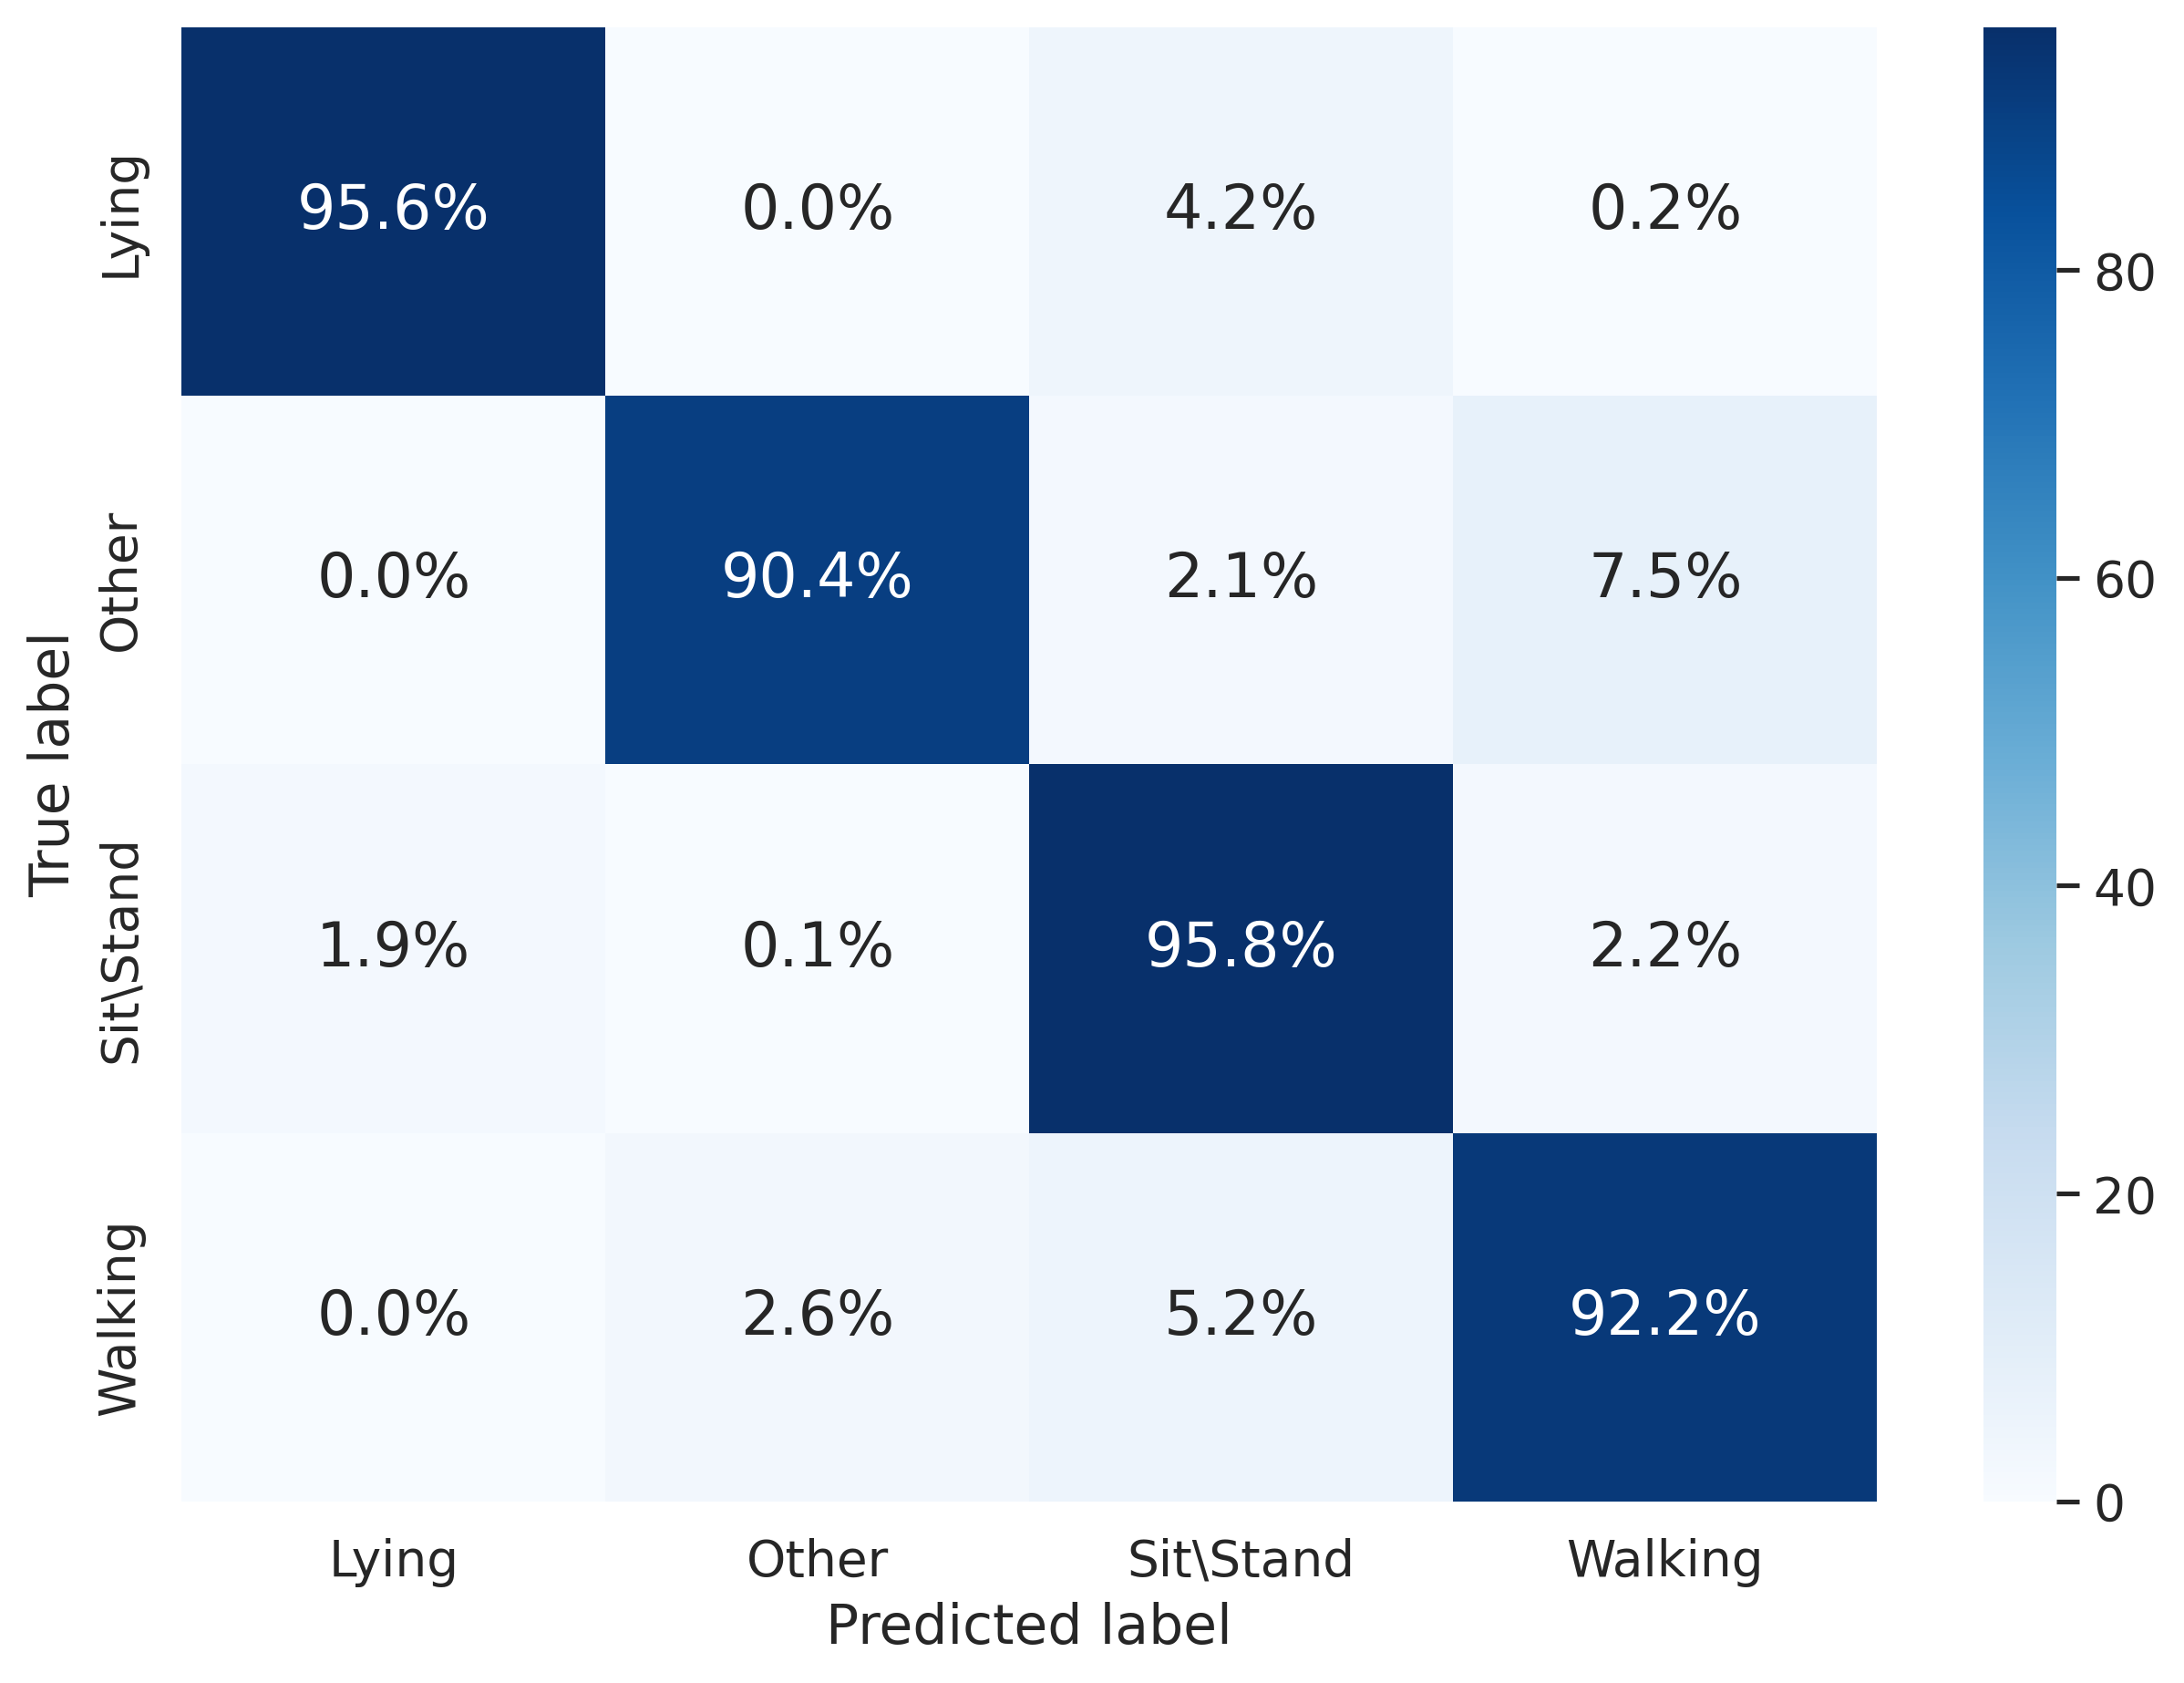 True label
Lying
95.6% 0.0% 4.2% 0.2%
Other
0.0% 90.4% 2.1% 7.5%
Sit\Stand
1.9% 0.1% 95.8% 2.2%
Walking
0.0% 2.6% 5.2% 92.2%
Lying Other Sit\Stand Walking
Predicted label
80
60
40
20
0